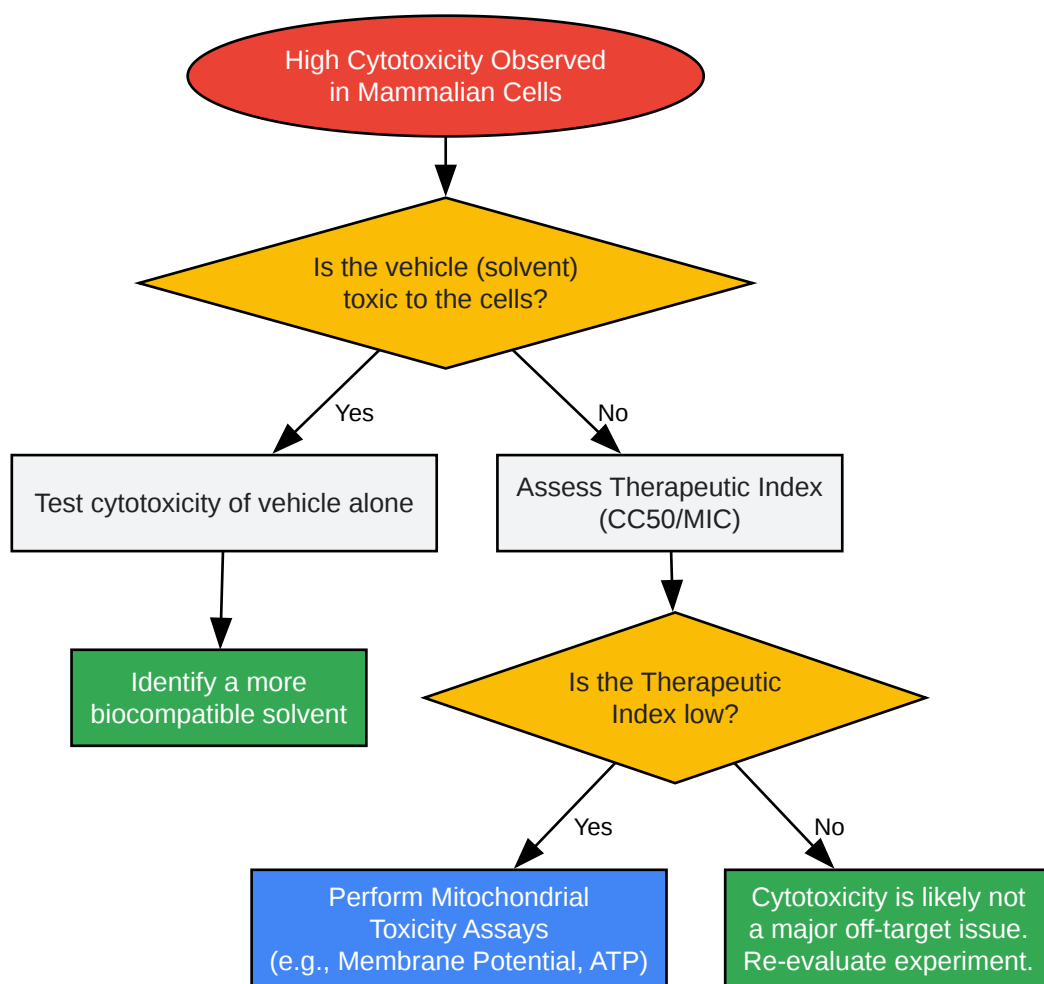 High Cytotoxicity Observed
in Mammalian Cells
Is the vehicle (solvent)
toxic to the cells?
Yes
No
Test cytotoxicity of vehicle alone
Assess Therapeutic Index
(CC50/MIC)
Identify a more
biocompatible solvent
Is the Therapeutic
Index low?
Yes
No
Perform Mitochondrial
Toxicity Assays
(e.g., Membrane Potential, ATP)
Cytotoxicity is likely not
a major off-target issue.
Re-evaluate experiment.